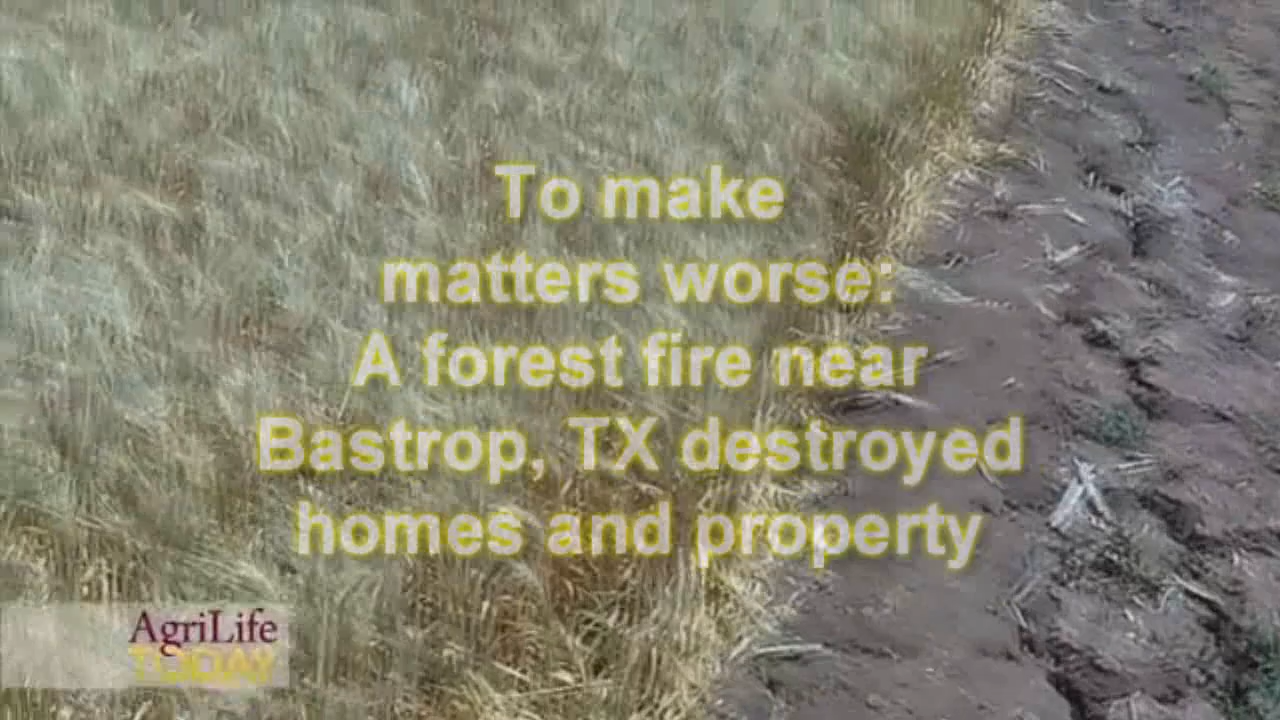 To make
matters worse:
A forest fire near
Bastrop, TX destroyed
homes and property
AgriLife
TODAY